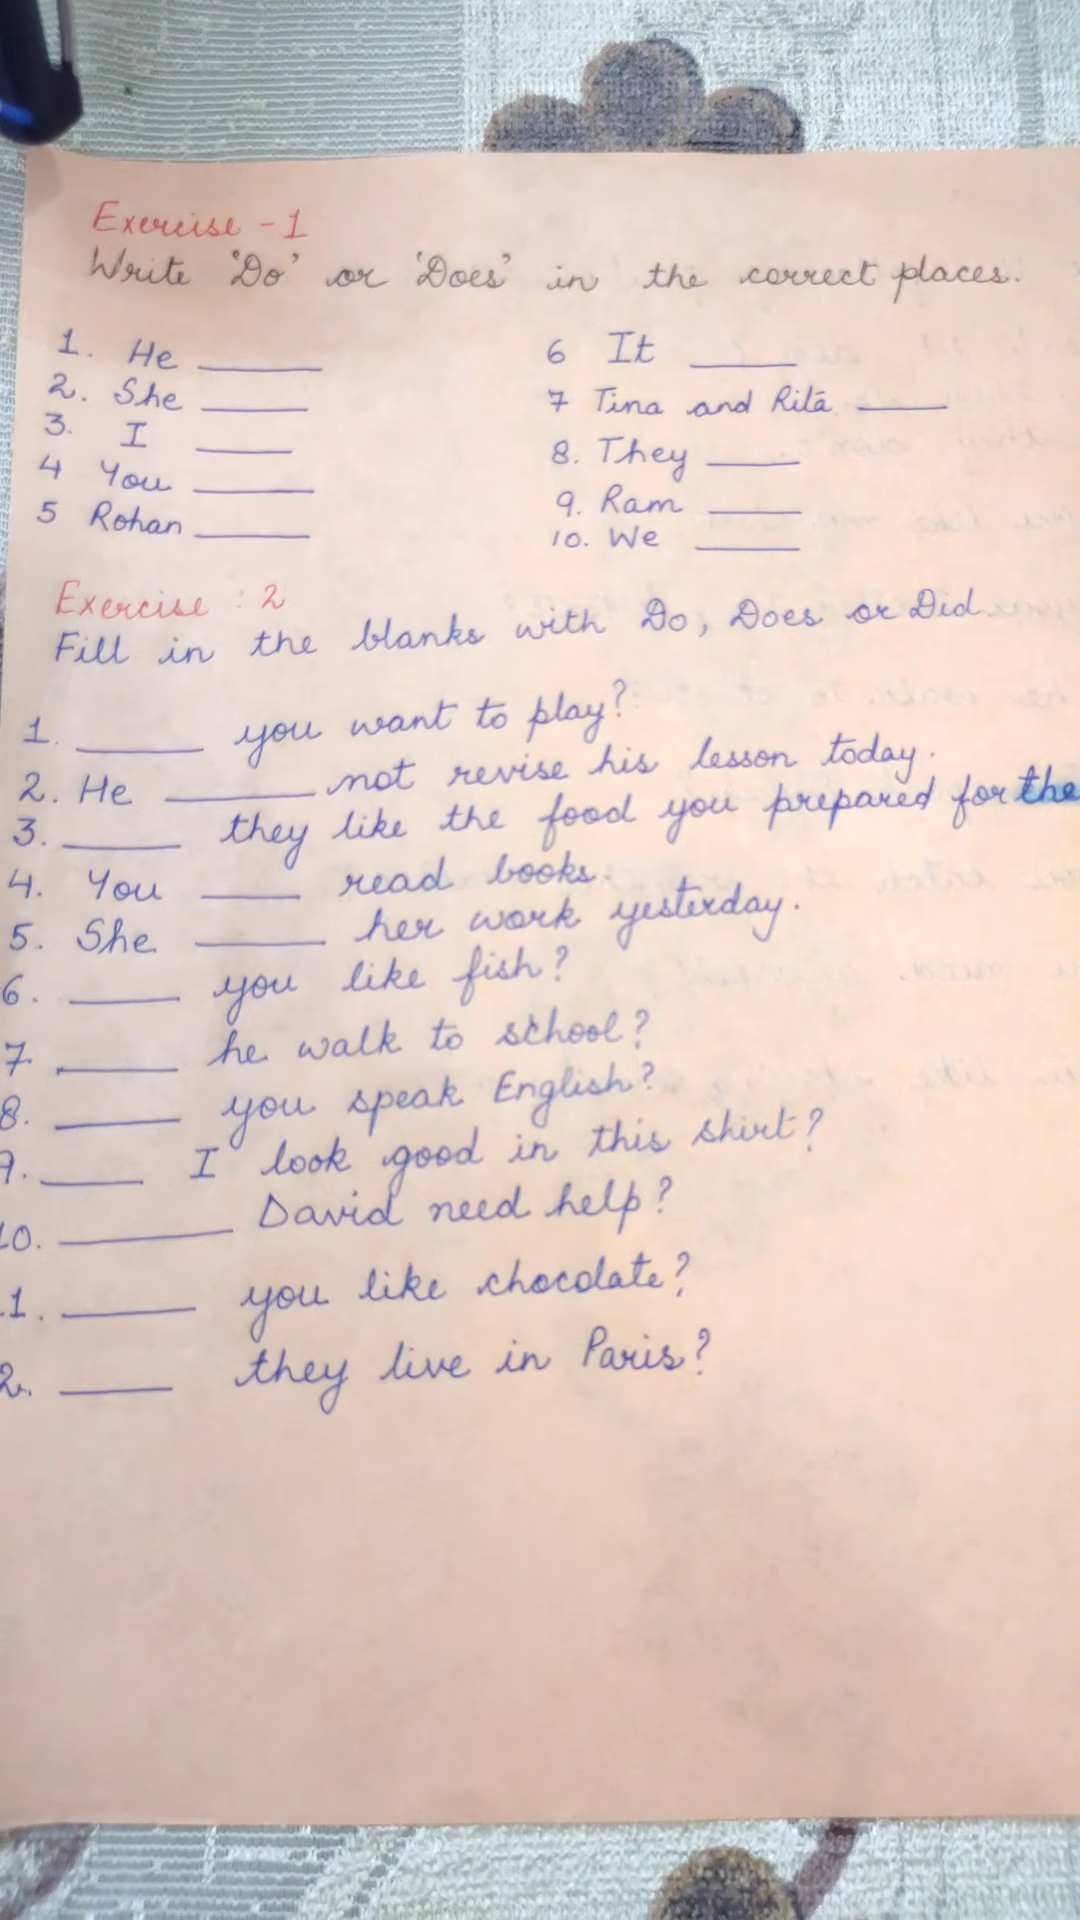 Exercise - 1
Write 'Do' or 'Does' in the correct places.
1. He ______
2. She ______
3. I ______
4 You ______
5 Rohan ______
6 It ______
7 Tina and Rita ______
8. They ______
9. Ram ______
10. We ______
Exercise : 2
Fill in the blanks with Do, Does or Did.
1. ______ you want to play?
2. He ______ not revise his lesson today.
3. ______ they like the food you prepared for the
4. You ______ read books.
5. She ______ her work yesterday.
6. ______ you like fish?
7 ______ he walk to school?
8. ______ you speak English?
9. ______ I look good in this shirt?
10. ______ David need help?
1. ______ you like chocolate?
2. ______ they live in Paris?